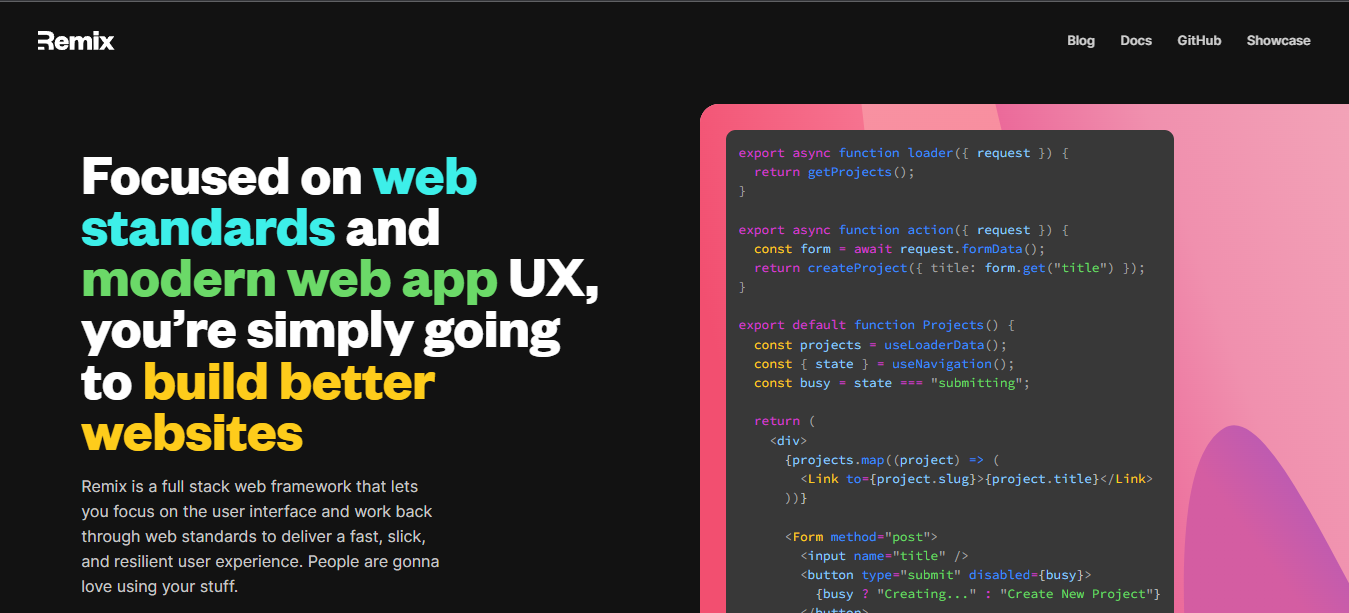 Remix
Blog Docs GitHub Showcase
Focused on web
standards and
modern web app UX,
you’re simply going
to build better
websites
Remix is a full stack web framework that lets
you focus on the user interface and work back
through web standards to deliver a fast, slick,
and resilient user experience. People are gonna
love using your stuff.
export async function loader({ request }) {
  return getProjects();
}
export async function action({ request }) {
  const form = await request.formData();
  return createProject({ title: form.get("title") });
}
export default function Projects() {
  const projects = useLoaderData();
  const { state } = useNavigation();
  const busy = state === "submitting";
  return (
    <div>
      {projects.map((project) => (
        <Link to={project.slug}>{project.title}</Link>
      ))}
      <Form method="post">
        <input name="title" />
        <button type="submit" disabled={busy}>
          {busy ? "Creating..." : "Create New Project"}
        </button>